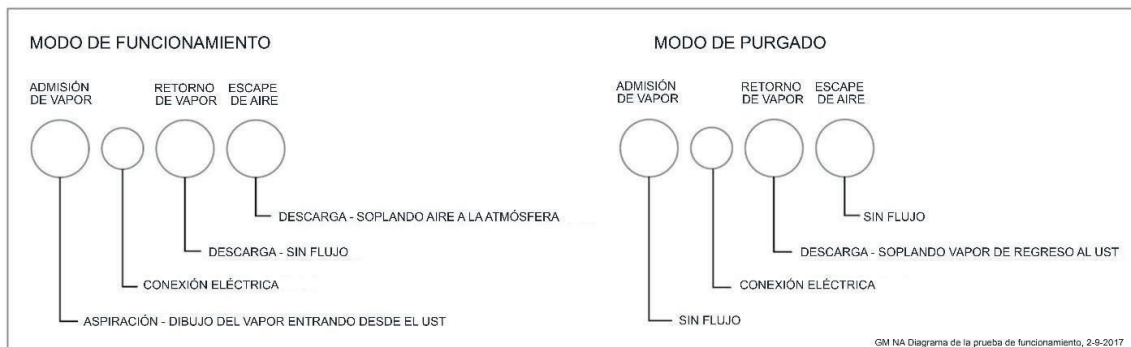 MODO DE FUNCIONAMIENTO
ADMISIÓN
DE VAPOR
RETORNO
DE VAPOR
ESCAPE
DE AIRE
DESCARGA - SOPLANDO AIRE A LA ATMÓSFERA
DESCARGA - SIN FLUJO
CONEXIÓN ELÉCTRICA
ASPIRACIÓN - DIBUJO DEL VAPOR ENTRANDO DESDE EL UST
MODO DE PURGADO
ADMISIÓN
DE VAPOR
RETORNO
DE VAPOR
ESCAPE
DE AIRE
SIN FLUJO
DESCARGA - SOPLANDO VAPOR DE REGRESO AL UST
CONEXIÓN ELÉCTRICA
SIN FLUJO
GM NA Diagrama de la prueba de funcionamiento, 2-9-2017